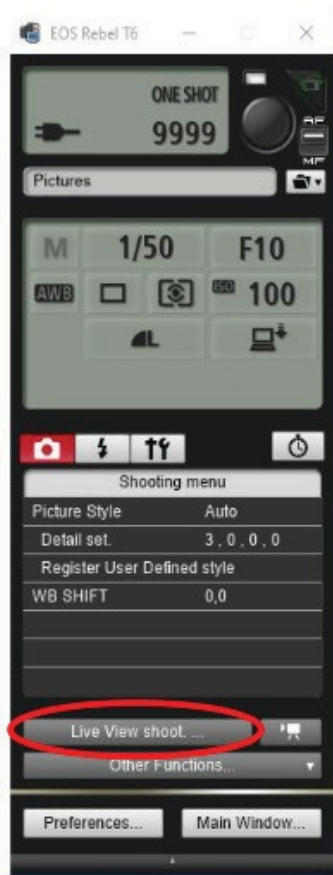 EOS Rebel T6
ONE SHOT
9999
AF
MF
Pictures
M 1/50 F10
AWB ISO 100
L
Shooting menu
Picture Style Auto
Detail set. 3 , 0 , 0 , 0
Register User Defined style
WB SHIFT 0,0
Live View shoot. ...
Other Functions...
Preferences... Main Window...